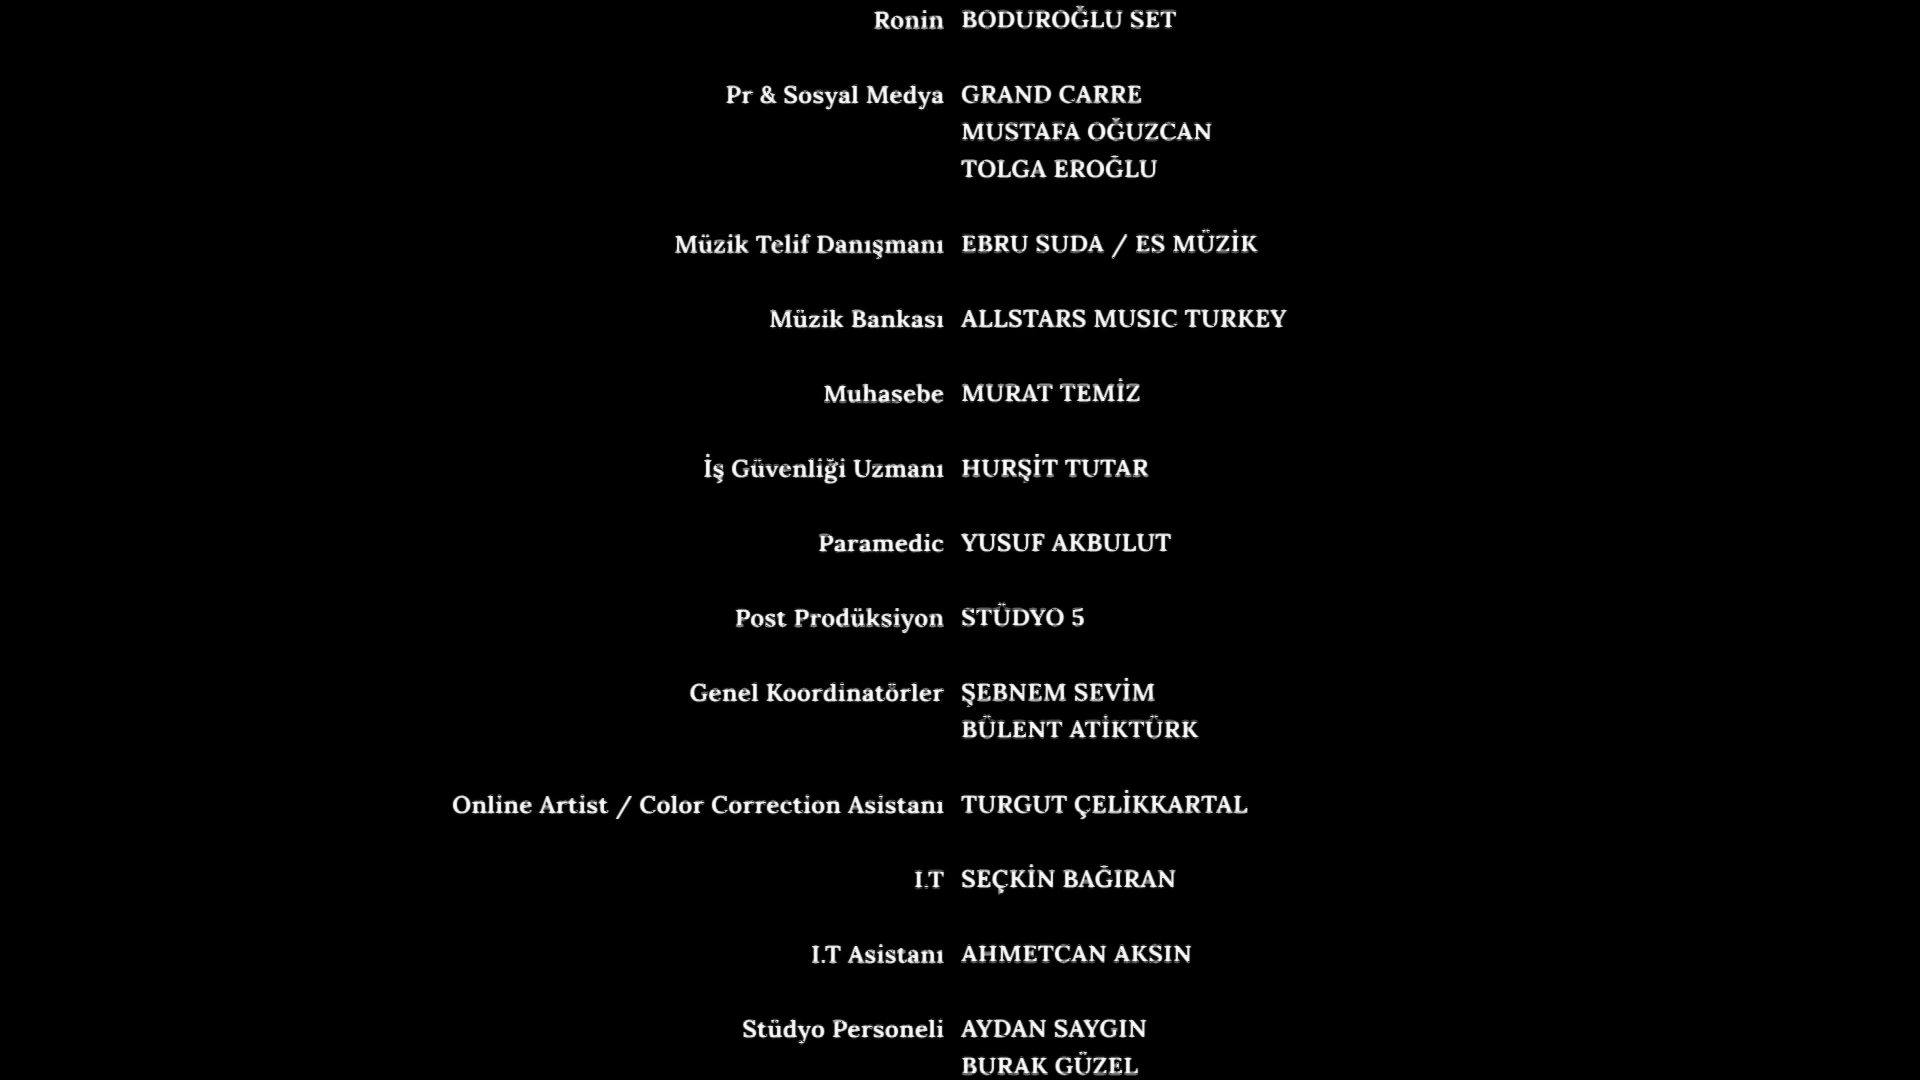 Ronin BODUROĞLU SET
Pr & Sosyal Medya GRAND CARRE
MUSTAFA OĞUZCAN
TOLGA EROĞLU
Müzik Telif Danışmanı EBRU SUDA / ES MÜZİK
Müzik Bankası ALLSTARS MUSIC TURKEY
Muhasebe MURAT TEMİZ
İş Güvenliği Uzmanı HURŞİT TUTAR
Paramedic YUSUF AKBULUT
Post Prodüksiyon STÜDYO 5
Genel Koordinatörler ŞEBNEM SEVİM
BÜLENT ATİKTÜRK
Online Artist / Color Correction Asistanı TURGUT ÇELİKKARTAL
I.T SEÇKİN BAĞIRAN
I.T Asistanı AHMETCAN AKSIN
Stüdyo Personeli AYDAN SAYGIN
BURAK GÜZEL